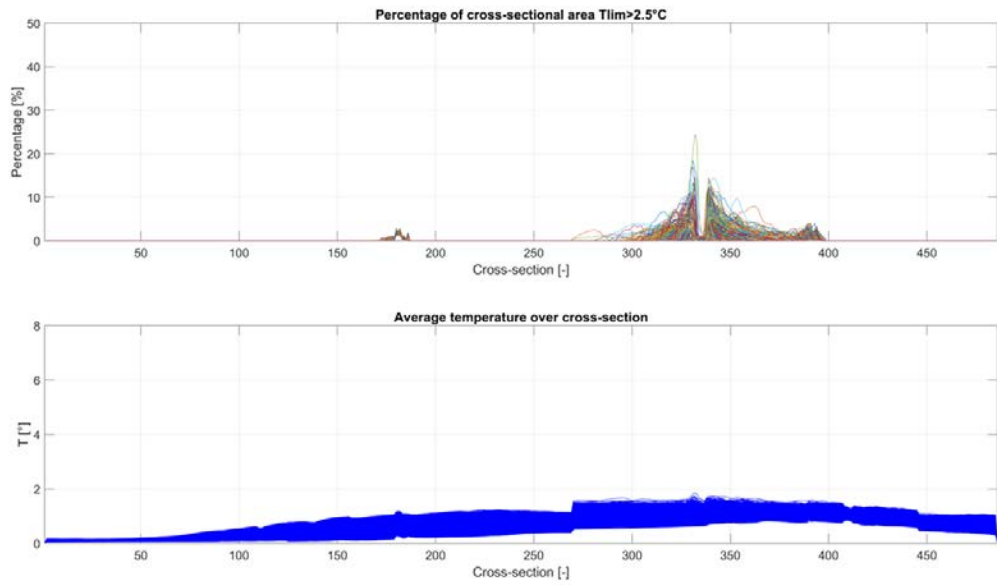 Percentage of cross-sectional area Tlim>2.5°C
Percentage [%]
50
40
30
20
10
0
50 100 150 200 250 300 350 400 450
Cross-section [-]
Average temperature over cross-section
T [°]
8
6
4
2
0
50 100 150 200 250 300 350 400 450
Cross-section [-]